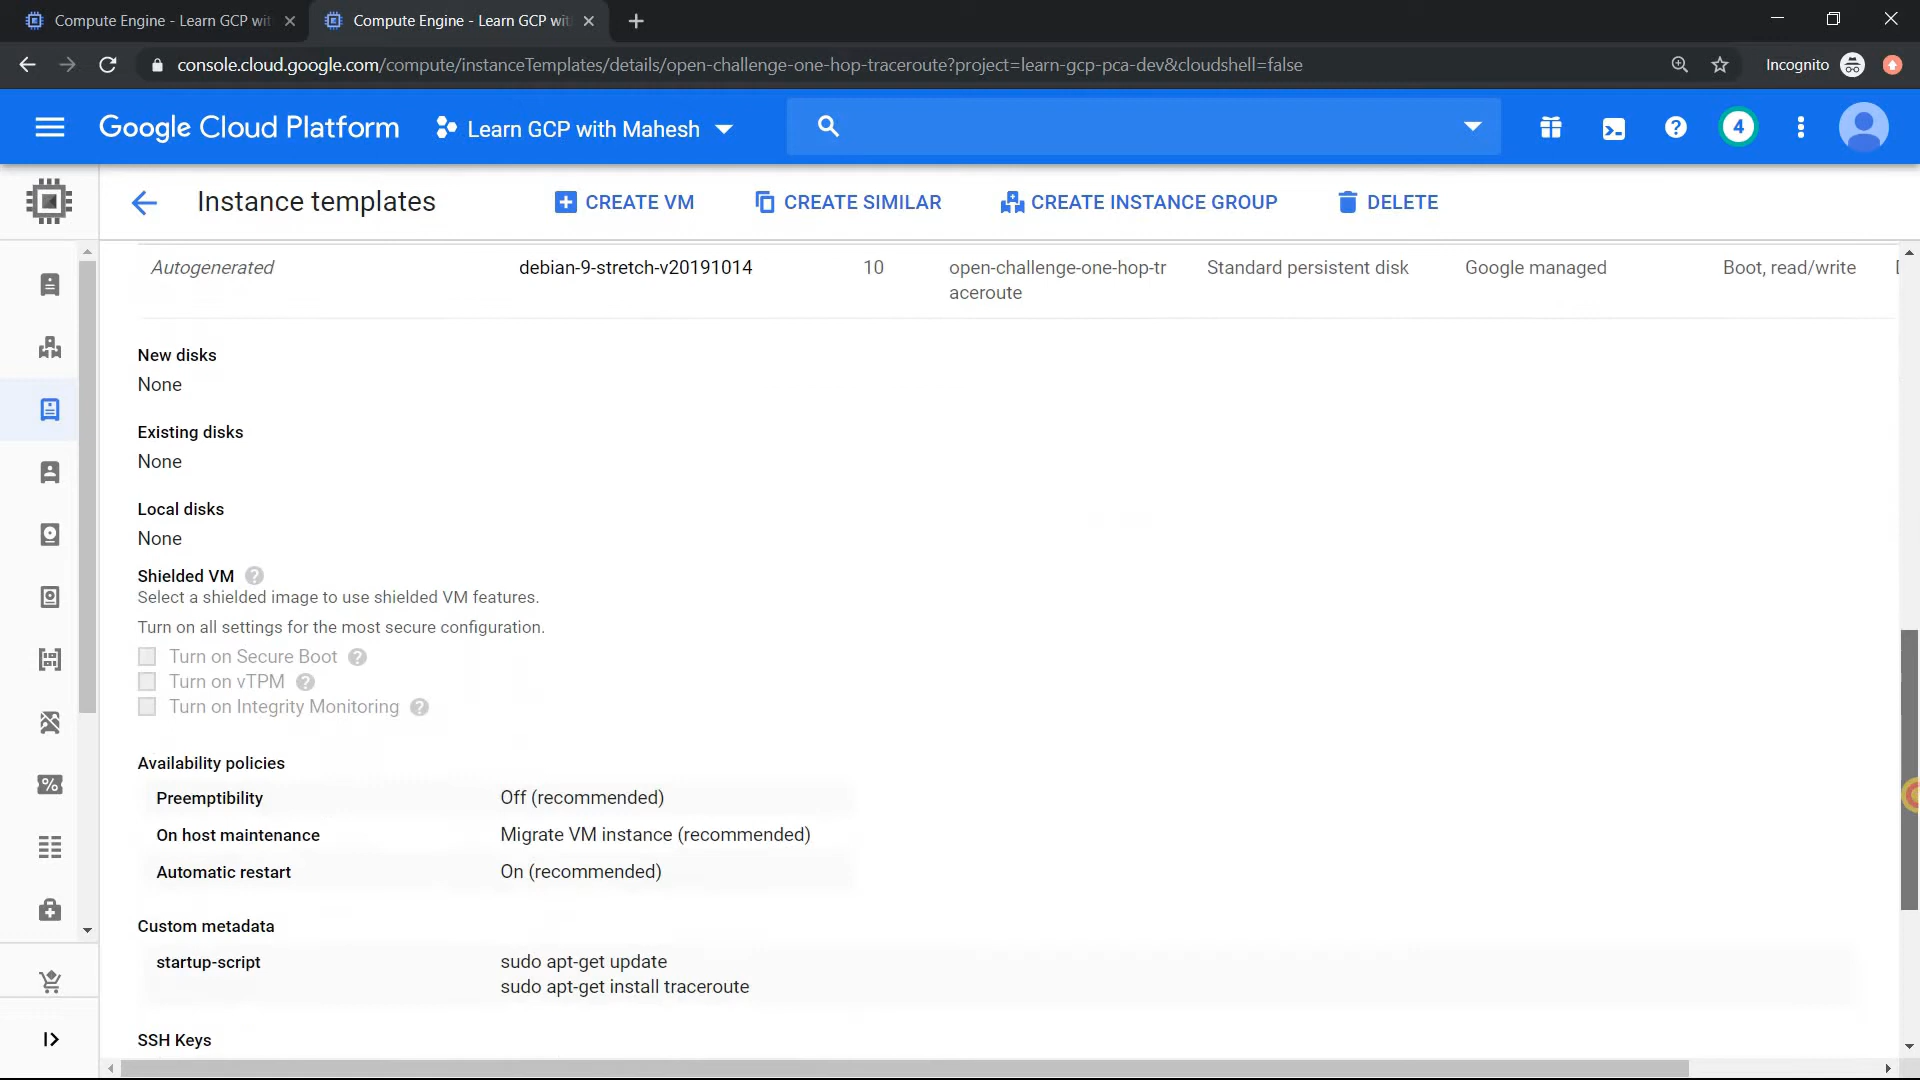 Compute Engine - Learn GCP wit
Compute Engine - Learn GCP wit
console.cloud.google.com/compute/instanceTemplates/details/open-challenge-one-hop-traceroute?project=learn-gcp-pca-dev&cloudshell=false
Incognito
Google Cloud Platform
Learn GCP with Mahesh
4
Instance templates
CREATE VM
CREATE SIMILAR
CREATE INSTANCE GROUP
DELETE
Autogenerated debian-9-stretch-v20191014 10 open-challenge-one-hop-tr Standard persistent disk Google managed Boot, read/write
aceroute
New disks
None
Existing disks
None
Local disks
None
Shielded VM ?
Select a shielded image to use shielded VM features.
Turn on all settings for the most secure configuration.
Turn on Secure Boot ?
Turn on vTPM ?
Turn on Integrity Monitoring ?
Availability policies
Preemptibility Off (recommended)
On host maintenance Migrate VM instance (recommended)
Automatic restart On (recommended)
Custom metadata
startup-script sudo apt-get update
sudo apt-get install traceroute
SSH Keys